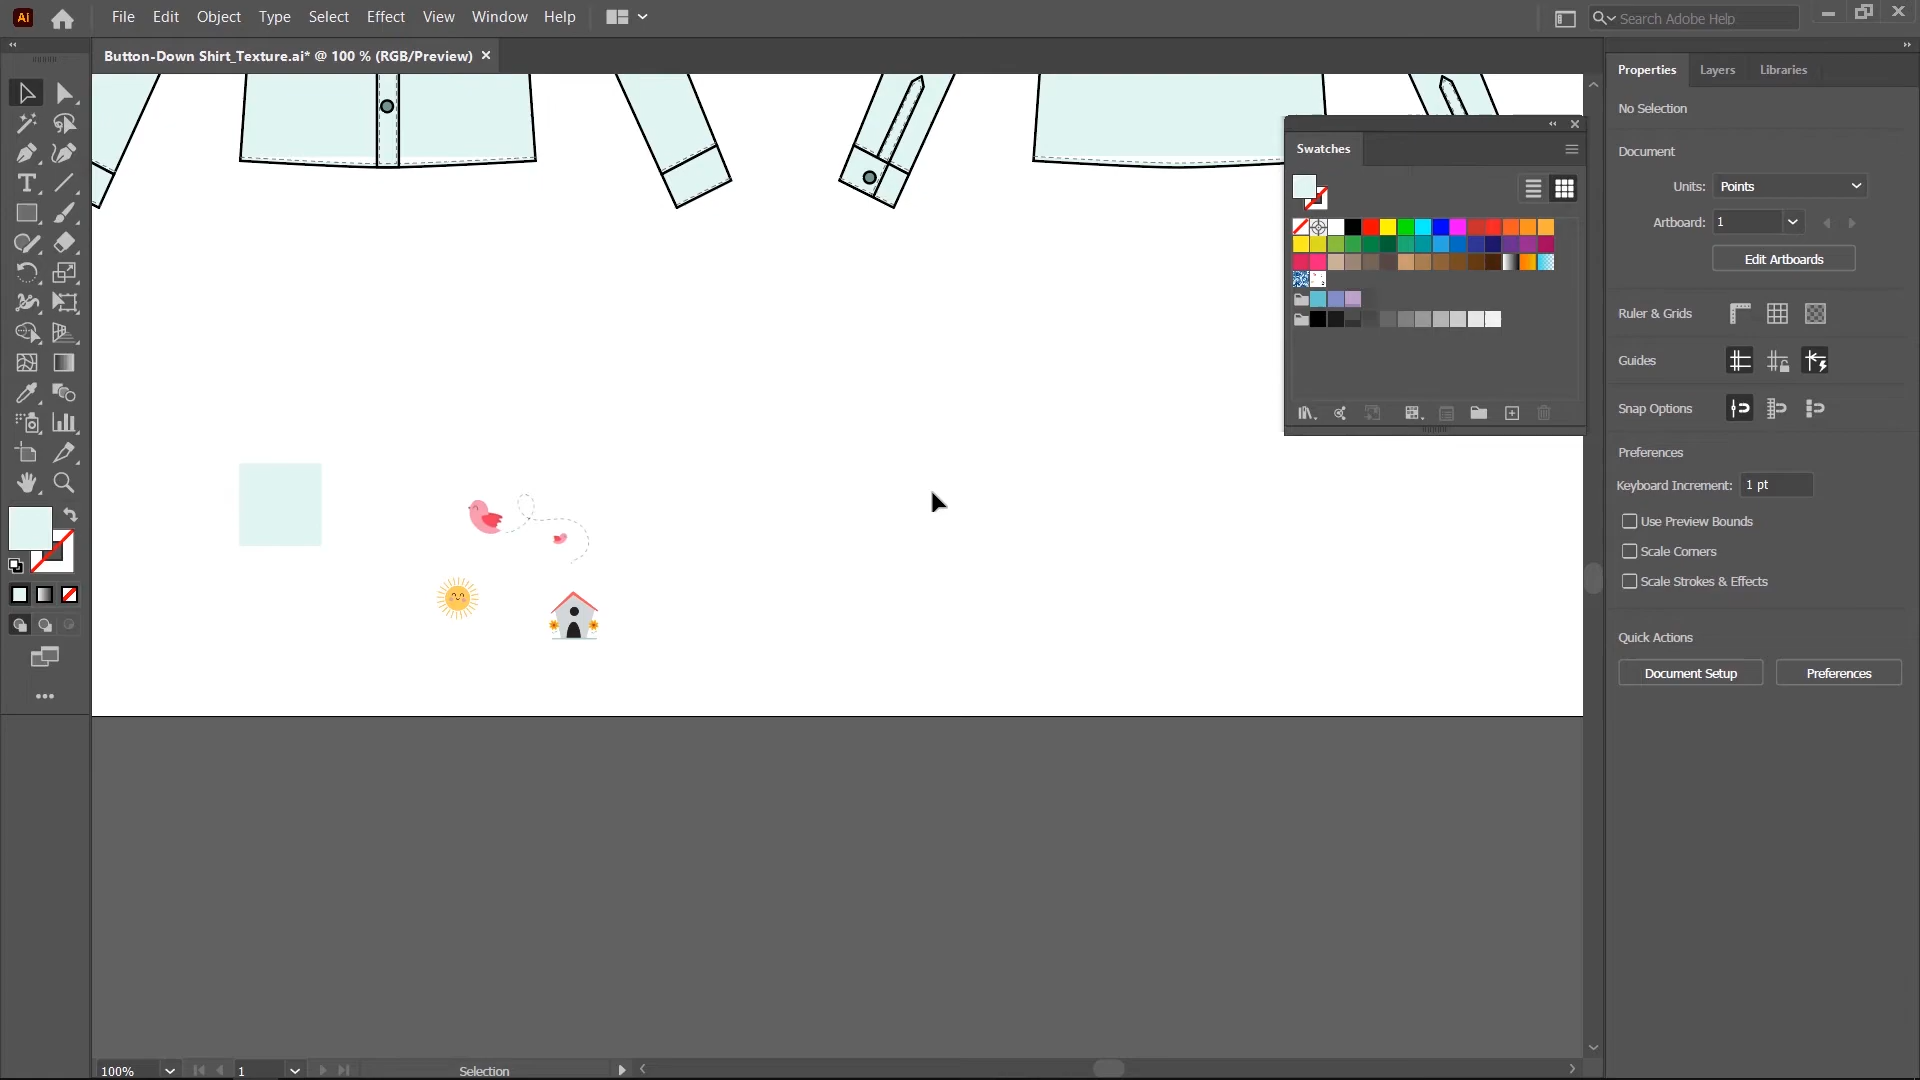 Ai File Edit Object Type Select Effect View Window Help Search Adobe Help
Button-Down Shirt_Texture.ai* @ 100 % (RGB/Preview)
Properties Layers Libraries
No Selection
Document
Units: Points
Artboard: 1
Edit Artboards
Ruler & Grids
Guides
Snap Options
Preferences
Keyboard Increment: 1 pt
Use Preview Bounds
Scale Corners
Scale Strokes & Effects
Quick Actions
Document Setup Preferences
Swatches
100% 1 Selection